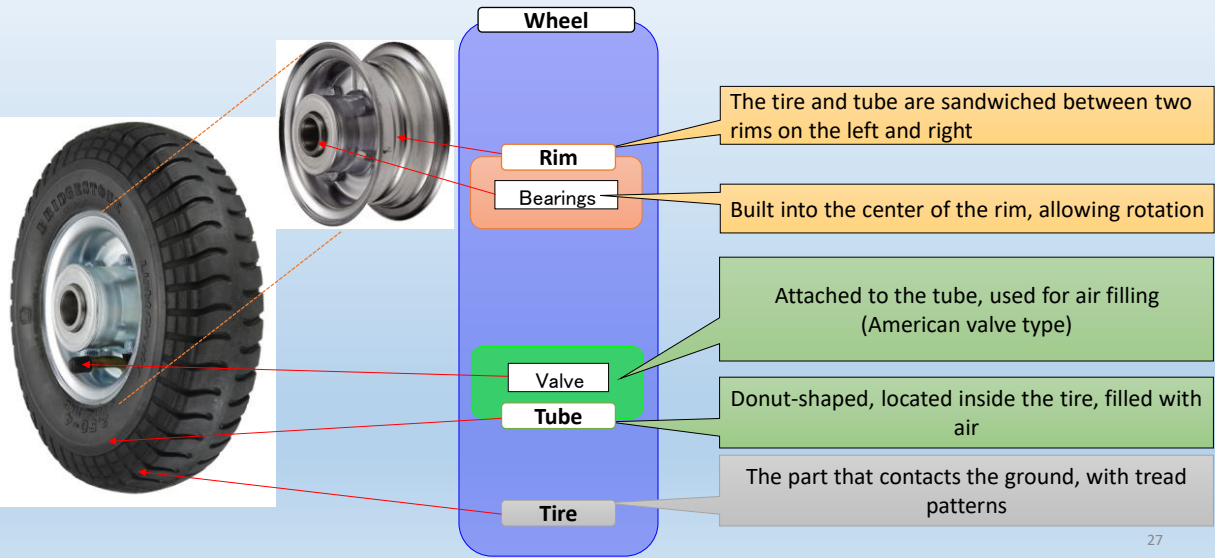 Wheel
The tire and tube are sandwiched between two
rims on the left and right
Rim
Bearings
Built into the center of the rim, allowing rotation
BRIDGESTONE
Attached to the tube, used for air filling
(American valve type)
Valve
Donut-shaped, located inside the tire, filled with
air
Tube
The part that contacts the ground, with tread
patterns
Tire
27